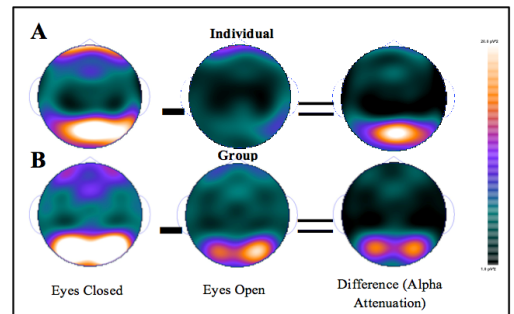 A
Individual
B
Group
Eyes Closed
Eyes Open
Difference (Alpha
Attenuation)